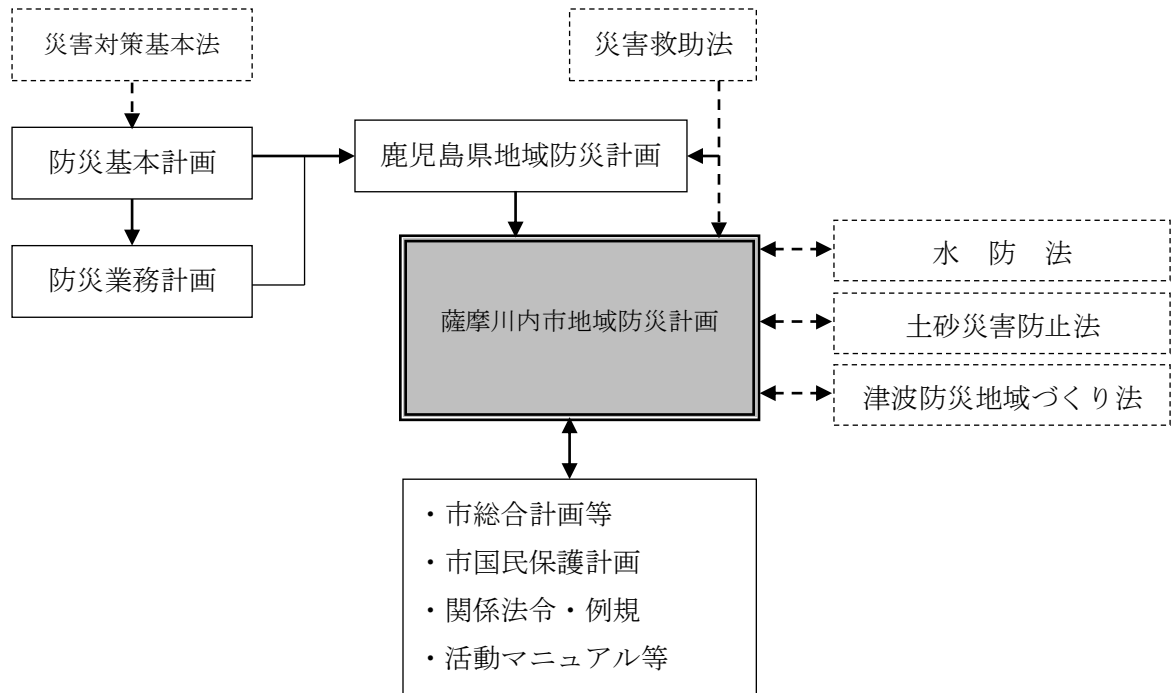 災害対策基本法
災害救助法
防災基本計画
鹿児島県地域防災計画
防災業務計画
薩摩川内市地域防災計画
水　防　法
土砂災害防止法
津波防災地域づくり法
・市総合計画等
・市国民保護計画
・関係法令・例規
・活動マニュアル等